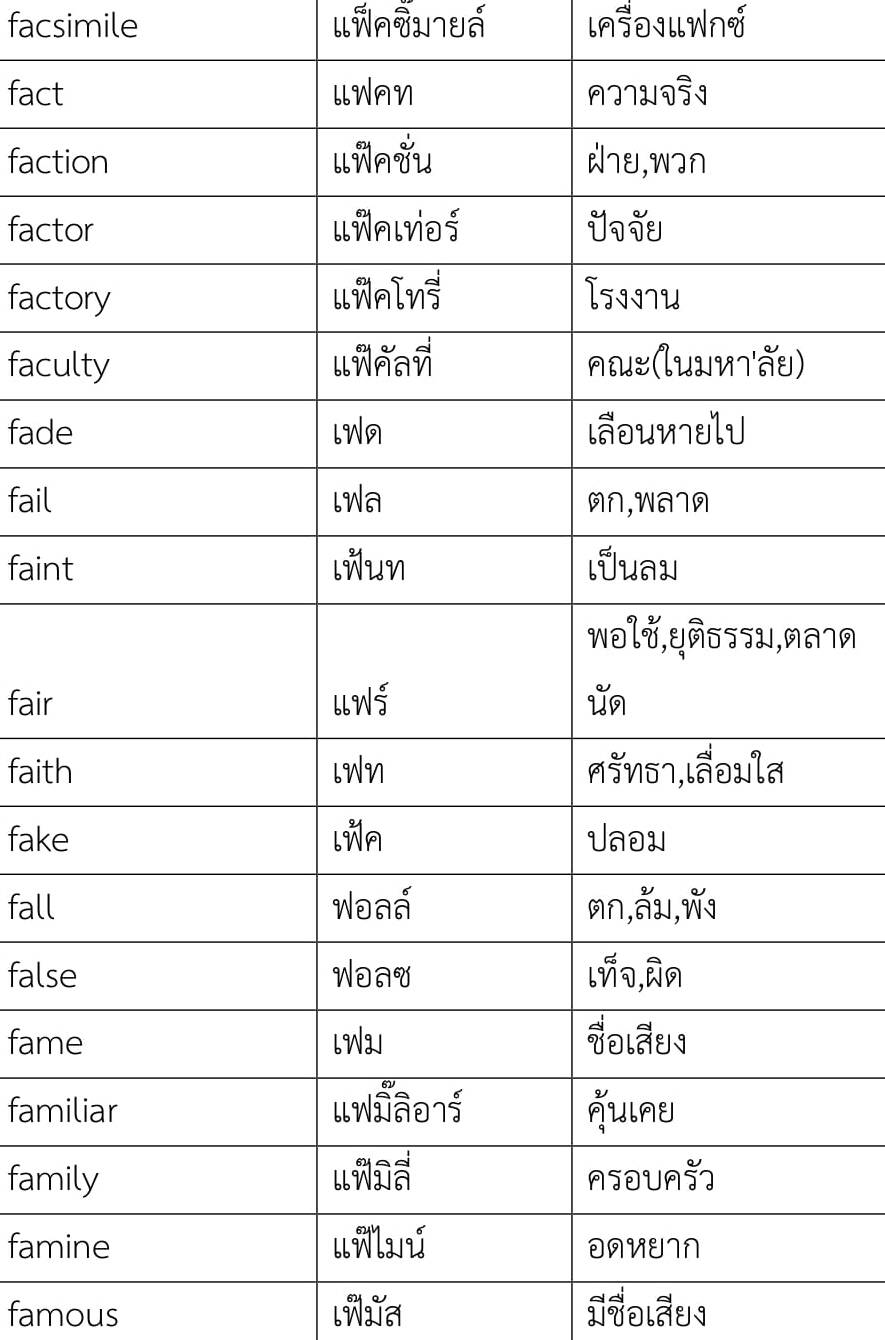 facsimile แฟ็คซิ๊มายล์ เครื่องแฟกซ์
fact แฟคท ความจริง
faction แฟ๊คชั่น ฝ่าย,พวก
factor แฟ๊คเท่อร์ ปัจจัย
factory แฟ๊คโทรี่ โรงงาน
faculty แฟ๊คัลที่ คณะ(ในมหา'ลัย)
fade เฟด เลือนหายไป
fail เฟล ตก,พลาด
faint เฟ้นท เป็นลม
พอใช้,ยุติธรรม,ตลาด
fair แฟร์ นัด
faith เฟท ศรัทธา,เลื่อมใส
fake เฟ้ค ปลอม
fall ฟอลล์ ตก,ล้ม,พัง
false ฟอลซ เท็จ,ผิด
fame เฟม ชื่อเสียง
familiar แฟมิ๊ลิอาร์ คุ้นเคย
family แฟ๊มิลี่ ครอบครัว
famine แฟ๊ไมน์ อดหยาก
famous เฟ๊มัส มีชื่อเสียง